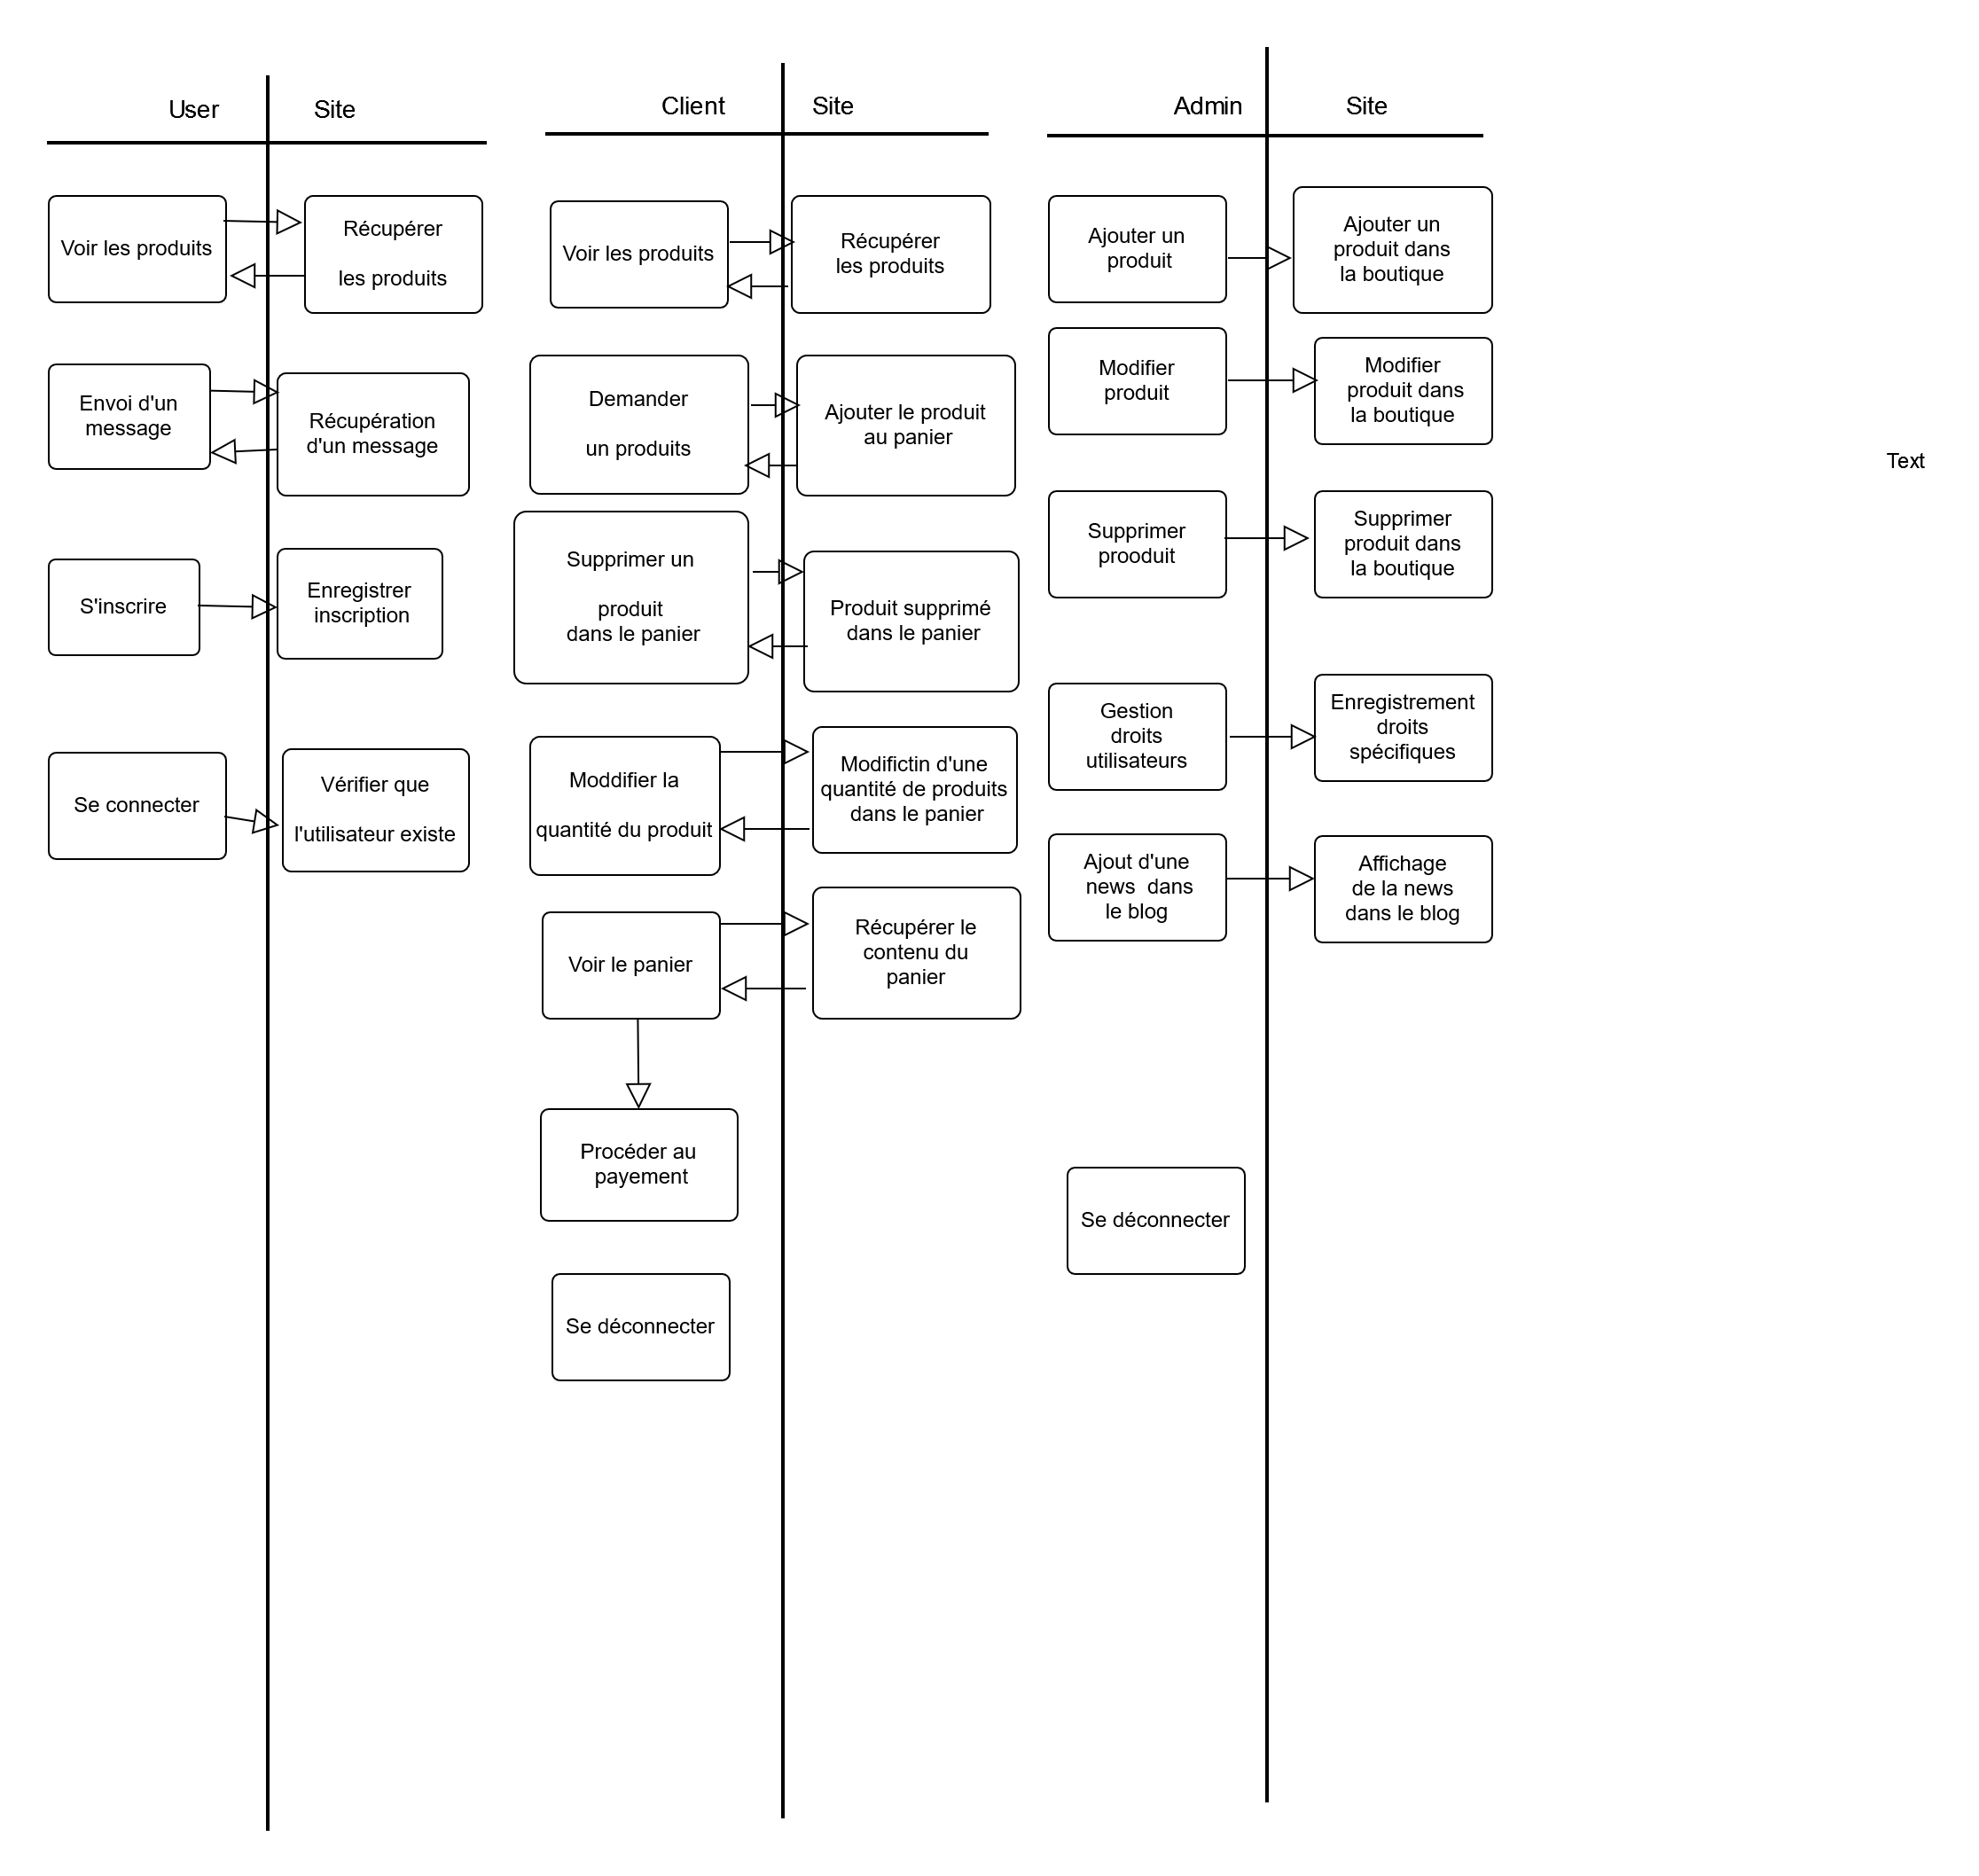 User
Site
Voir les produits
Récupérer
les produits
Envoi d'un
message
Récupération
d'un message
S'inscrire
Enregistrer
inscription
Se connecter
Vérifier que
l'utilisateur existe
Client
Site
Voir les produits
Récupérer
les produits
Demander
un produits
Ajouter le produit
au panier
Supprimer un
produit
dans le panier
Produit supprimé
dans le panier
Moddifier la
quantité du produit
Modifictin d'une
quantité de produits
dans le panier
Voir le panier
Récupérer le
contenu du
panier
Procéder au
payement
Se déconnecter
Admin
Site
Ajouter un
produit
Ajouter un
produit dans
la boutique
Modifier
produit
Modifier
produit dans
la boutique
Supprimer
prooduit
Supprimer
produit dans
la boutique
Gestion
droits
utilisateurs
Enregistrement
droits
spécifiques
Ajout d'une
news  dans
le blog
Affichage
de la news
dans le blog
Se déconnecter
Text